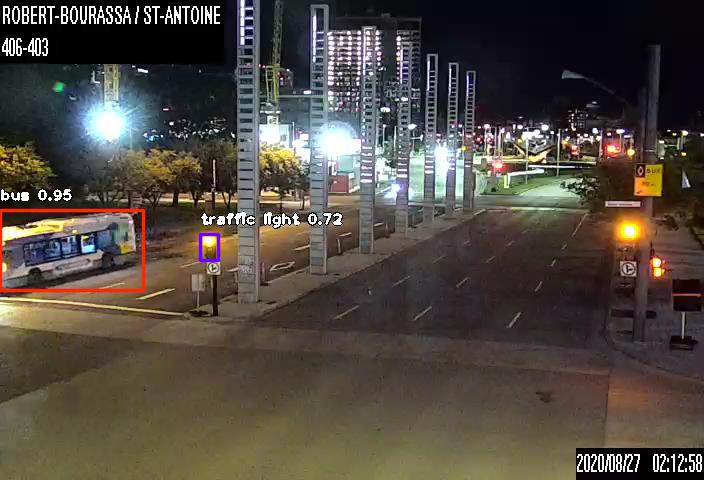 ROBERT-BOURASSA / ST-ANTOINE
406-403
bus 0.95
traffic light 0.72
BUS
2020/08/27 02:12:58